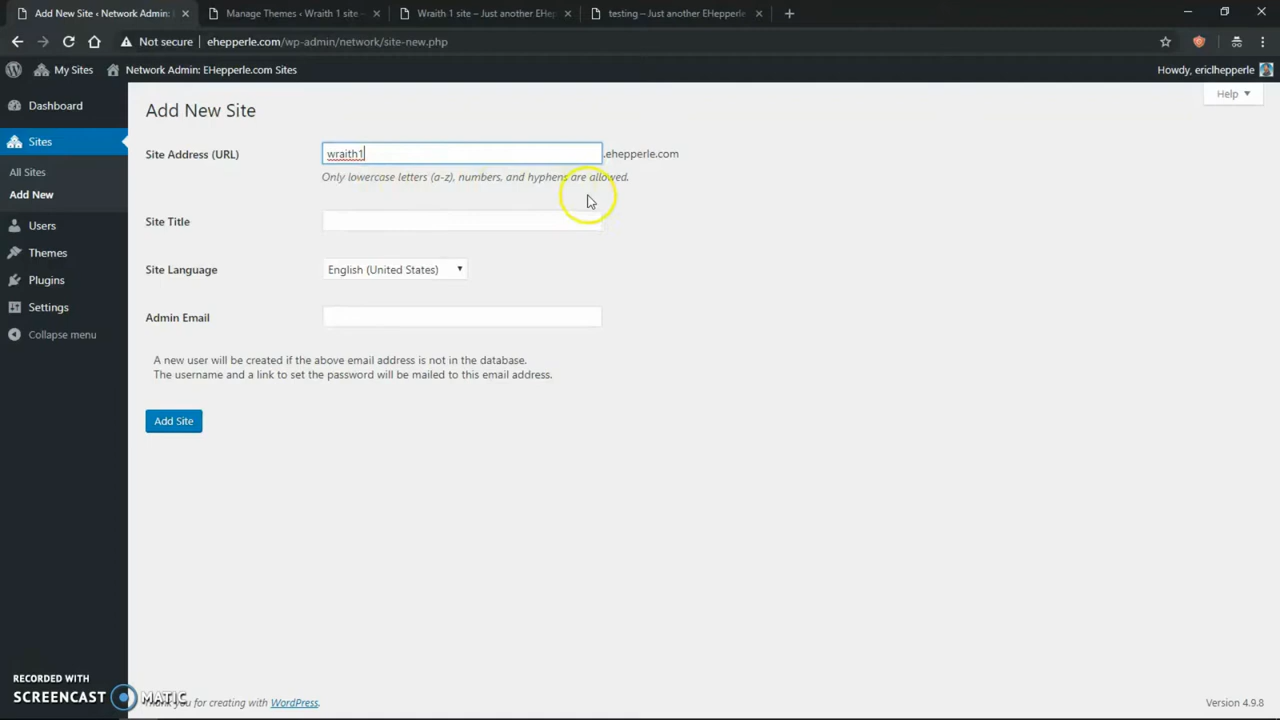 Add New Site ‹ Network Admin:
Manage Themes ‹ Wraith 1 site —
Wraith 1 site – Just another EHep
testing – Just another EHepperle
Not secure
ehepperle.com/wp-admin/network/site-new.php
My Sites
Network Admin: EHepperle.com Sites
Howdy, ericlhepperle
Dashboard
Sites
All Sites
Add New
Users
Themes
Plugins
Settings
Collapse menu
Help
Add New Site
Site Address (URL)
wraith1
.ehepperle.com
Only lowercase letters (a-z), numbers, and hyphens are allowed.
Site Title
Site Language
English (United States)
Admin Email
A new user will be created if the above email address is not in the database.
The username and a link to set the password will be mailed to this email address.
Add Site
RECORDED WITH
SCREENCAST MATIC
you for creating with WordPress.
Version 4.9.8